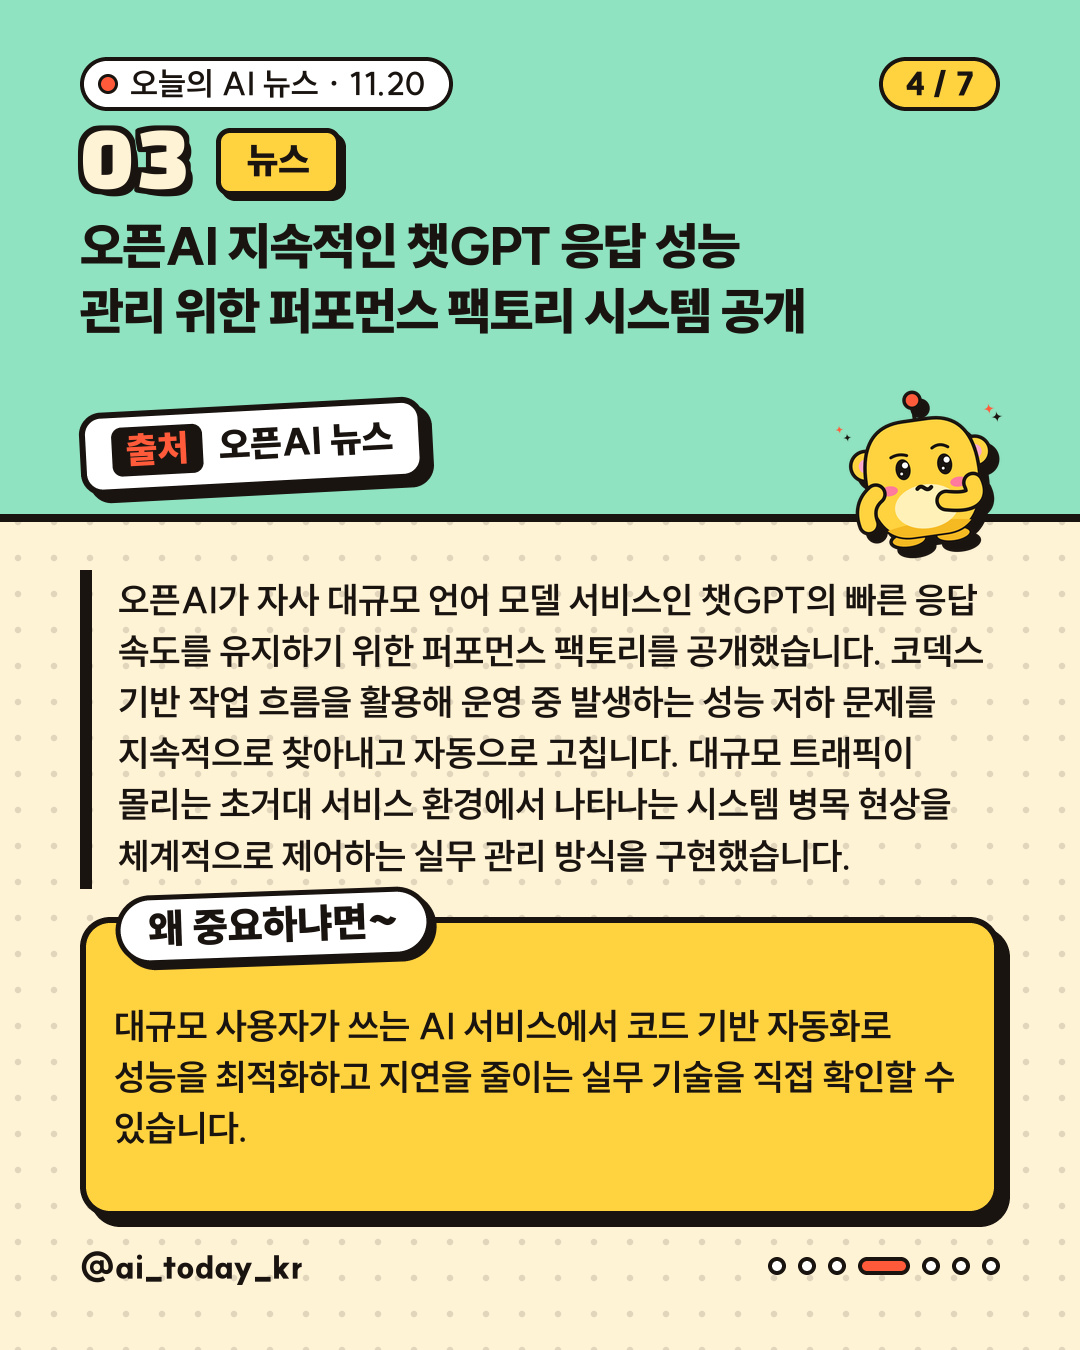 오늘의 AI 뉴스 · 11.20
4 / 7
03
뉴스
오픈AI 지속적인 챗GPT 응답 성능
관리 위한 퍼포먼스 팩토리 시스템 공개
출처 오픈AI 뉴스
오픈AI가 자사 대규모 언어 모델 서비스인 챗GPT의 빠른 응답
속도를 유지하기 위한 퍼포먼스 팩토리를 공개했습니다. 코덱스
기반 작업 흐름을 활용해 운영 중 발생하는 성능 저하 문제를
지속적으로 찾아내고 자동으로 고칩니다. 대규모 트래픽이
몰리는 초거대 서비스 환경에서 나타나는 시스템 병목 현상을
체계적으로 제어하는 실무 관리 방식을 구현했습니다.
왜 중요하냐면~
대규모 사용자가 쓰는 AI 서비스에서 코드 기반 자동화로
성능을 최적화하고 지연을 줄이는 실무 기술을 직접 확인할 수
있습니다.
@ai_today_kr